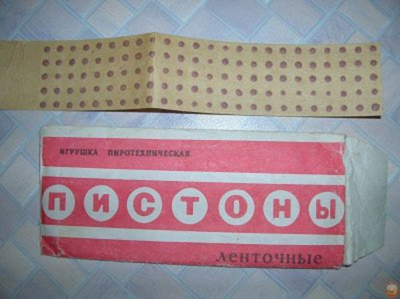 ИГРУШКА ПИРОТЕХНИЧЕСКАЯ
ПИСТОНЫ
ленточные